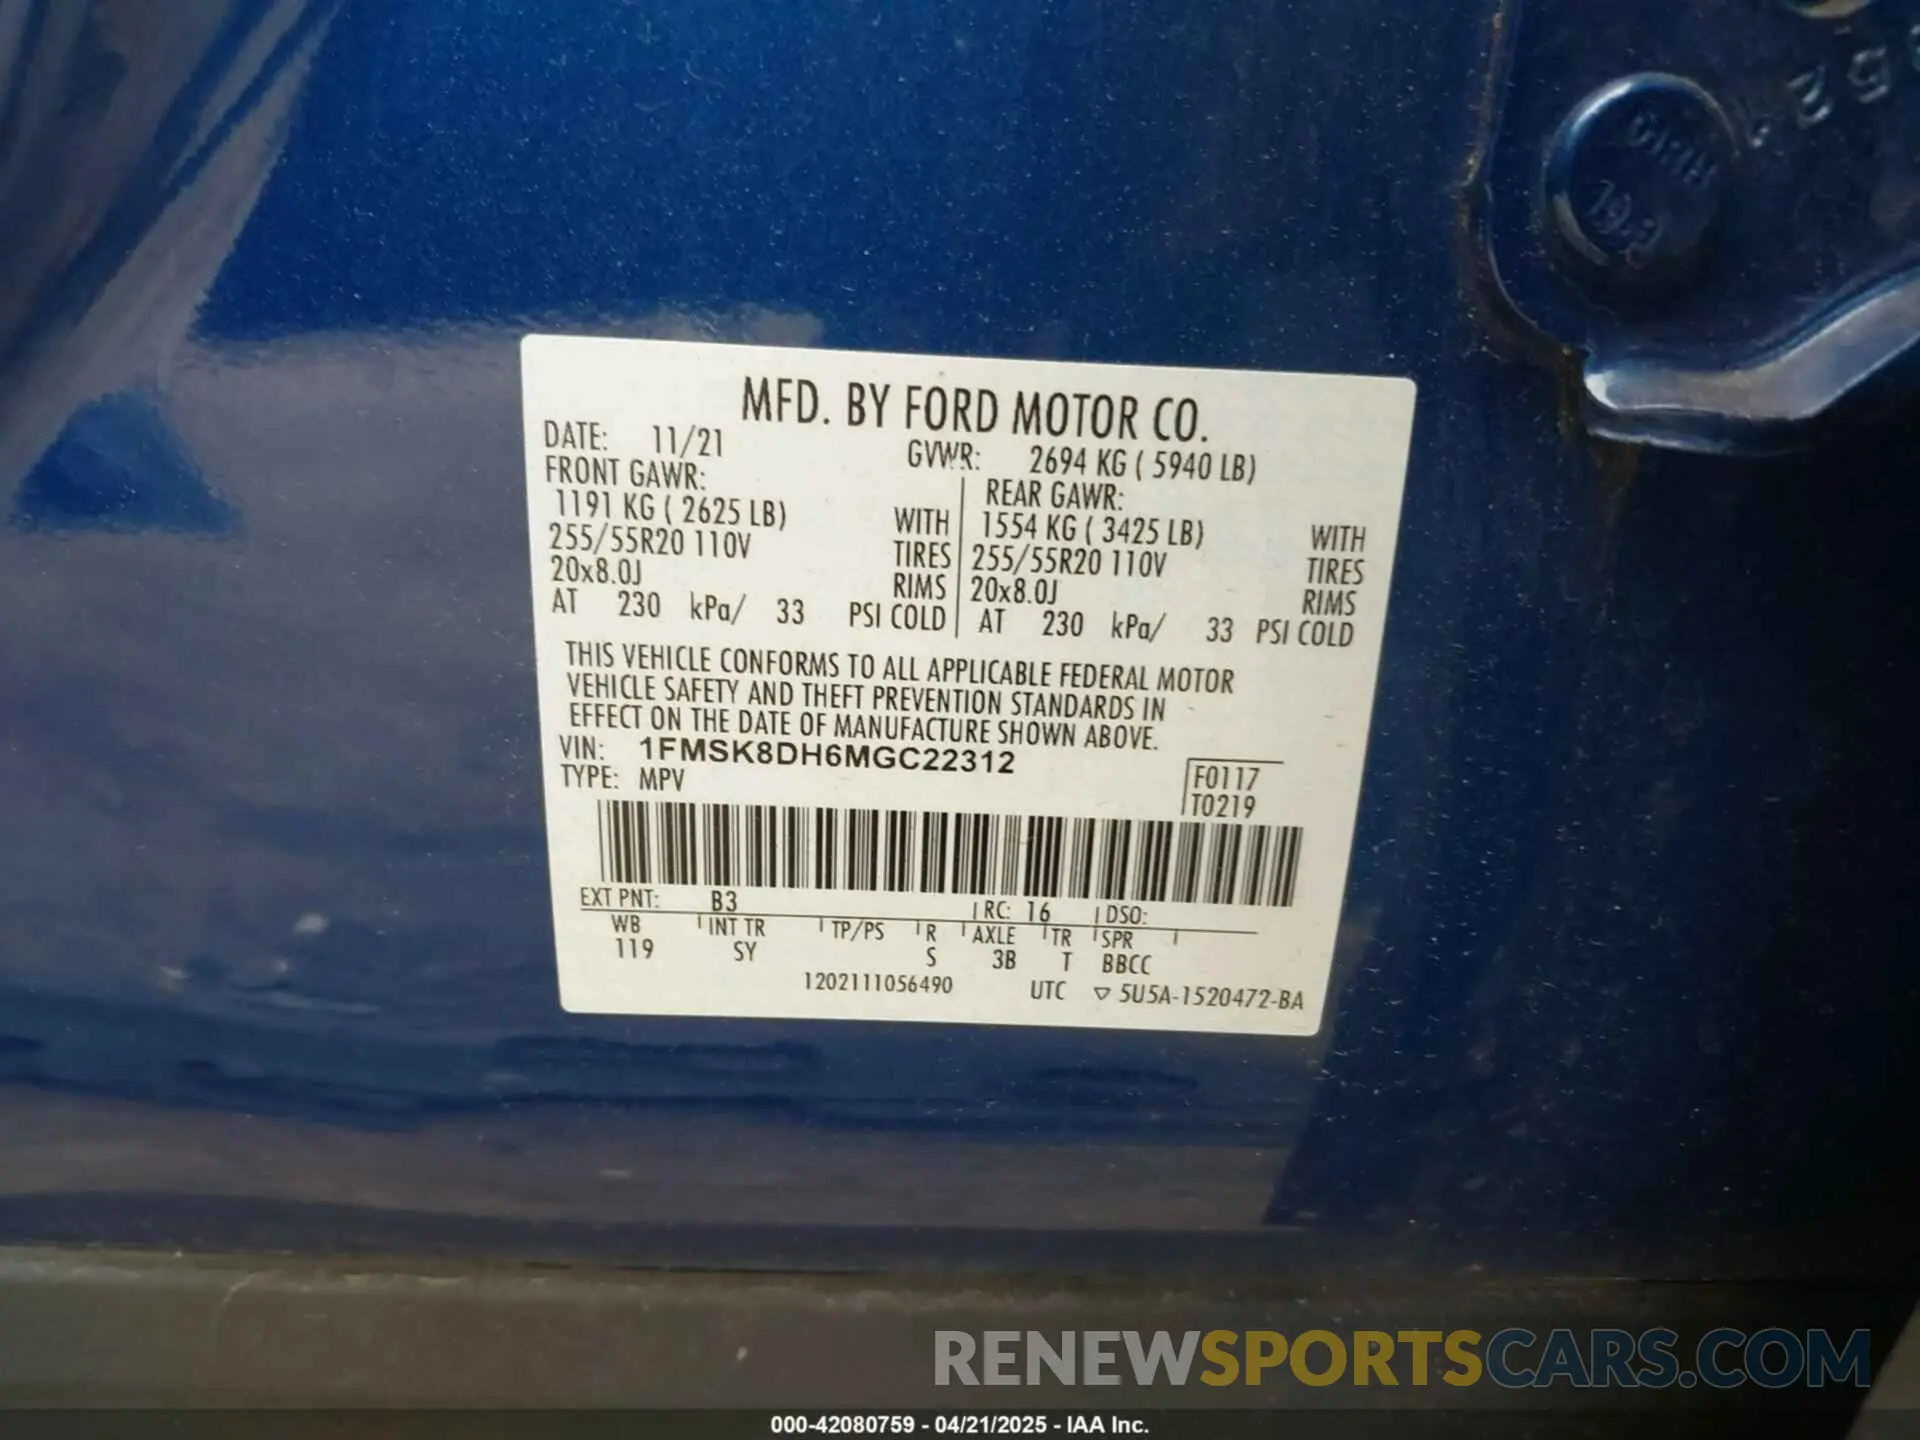 MFD. BY FORD MOTOR CO.
DATE: 11/21 GVWR: 2694 KG ( 5940 LB)
FRONT GAWR: REAR GAWR:
1191 KG ( 2625 LB) WITH 1554 KG ( 3425 LB) WITH
255/55R20 110V TIRES 255/55R20 110V TIRES
20x8.0J RIMS 20x8.0J RIMS
AT 230 kPa/ 33 PSI COLD AT 230 kPa/ 33 PSI COLD
THIS VEHICLE CONFORMS TO ALL APPLICABLE FEDERAL MOTOR
VEHICLE SAFETY AND THEFT PREVENTION STANDARDS IN
EFFECT ON THE DATE OF MANUFACTURE SHOWN ABOVE.
VIN: 1FMSK8DH6MGC22312
TYPE: MPV F0117
T0219
EXT PNT: B3 RC: 16 DSO:
WB INT TR TP/PS R AXLE TR SPR
119 SY S 3B T BBCC
1202111056490 UTC ▽ 5U5A-1520472-BA
RENEWSPORTSCARS.COM
000-42080759 - 04/21/2025 - IAA Inc.